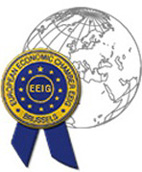 EUROPEAN ECONOMIC CHAMBER EEIG
EEIG
BRUSSELS